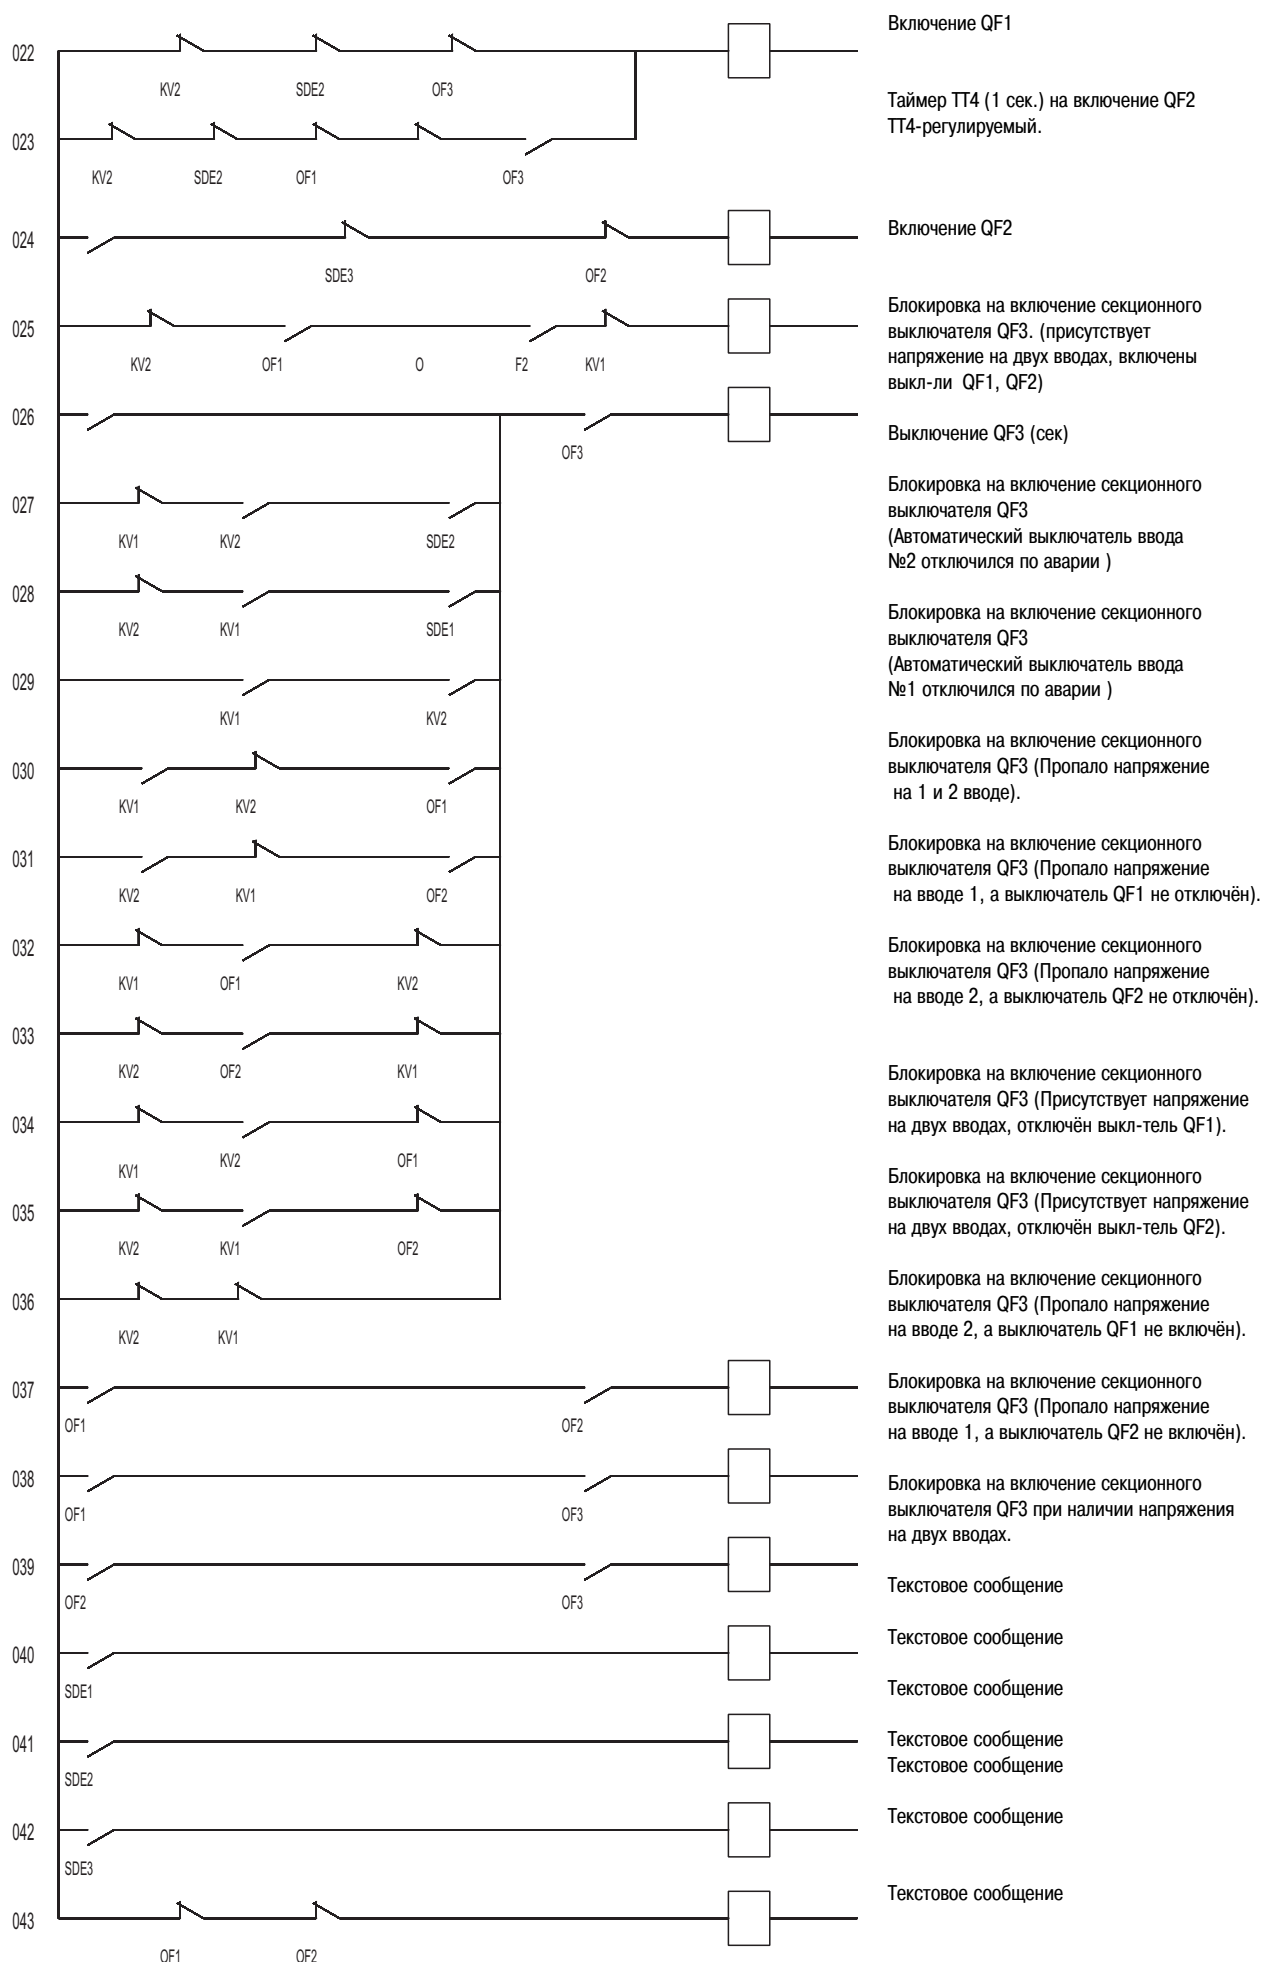 Включение QF1
022
KV2 SDE2 OF3
Таймер ТТ4 (1 сек.) на включение QF2
ТТ4-регулируемый.
023
KV2 SDE2 OF1 OF3
Включение QF2
024
SDE3 OF2
Блокировка на включение секционного
выключателя QF3. (присутствует
напряжение на двух вводах, включены
выкл-ли QF1, QF2)
025
KV2 OF1 O F2 KV1
026
OF3
Выключение QF3 (сек)
Блокировка на включение секционного
выключателя QF3
(Автоматический выключатель ввода
№2 отключился по аварии )
027
KV1 KV2 SDE2
028
KV2 KV1 SDE1
Блокировка на включение секционного
выключателя QF3
(Автоматический выключатель ввода
№1 отключился по аварии )
029
KV1 KV2
Блокировка на включение секционного
выключателя QF3 (Пропало напряжение
на 1 и 2 вводе).
030
KV1 KV2 OF1
Блокировка на включение секционного
выключателя QF3 (Пропало напряжение
на вводе 1, а выключатель QF1 не отключён).
031
KV2 KV1 OF2
Блокировка на включение секционного
выключателя QF3 (Пропало напряжение
на вводе 2, а выключатель QF2 не отключён).
032
KV1 OF1 KV2
033
KV2 OF2 KV1
Блокировка на включение секционного
выключателя QF3 (Присутствует напряжение
на двух вводах, отключён выкл-тель QF1).
034
KV1 KV2 OF1
Блокировка на включение секционного
выключателя QF3 (Присутствует напряжение
на двух вводах, отключён выкл-тель QF2).
035
KV2 KV1 OF2
Блокировка на включение секционного
выключателя QF3 (Пропало напряжение
на вводе 2, а выключатель QF1 не включён).
036
KV2 KV1
Блокировка на включение секционного
выключателя QF3 (Пропало напряжение
на вводе 1, а выключатель QF2 не включён).
037
OF1 OF2
Блокировка на включение секционного
выключателя QF3 при наличии напряжения
на двух вводах.
038
OF1 OF3
039
OF2 OF3
Текстовое сообщение
Текстовое сообщение
040
SDE1
Текстовое сообщение
Текстовое сообщение
Текстовое сообщение
041
SDE2
Текстовое сообщение
042
SDE3
Текстовое сообщение
043
OF1 OF2